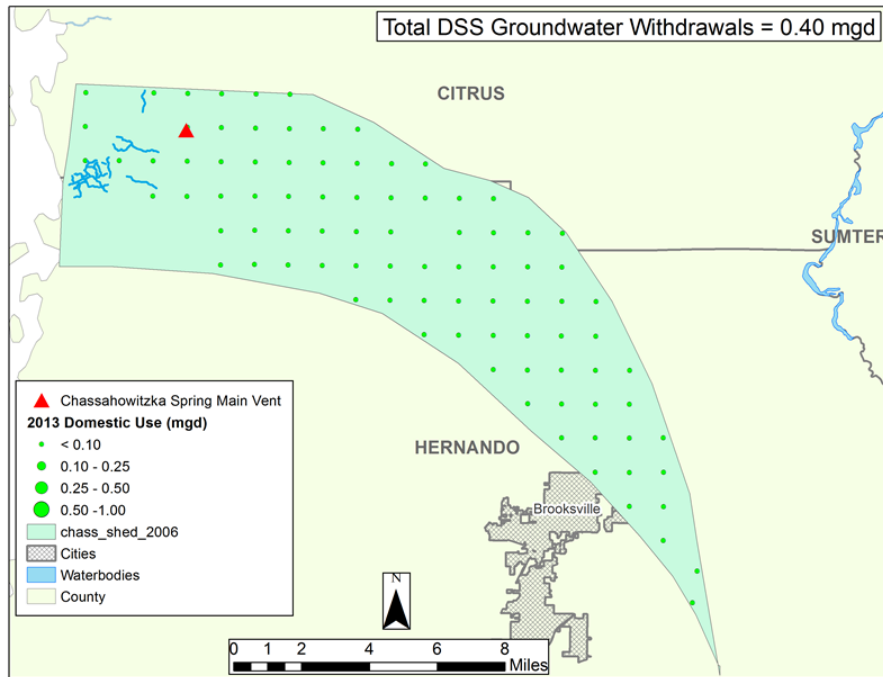 Total DSS Groundwater Withdrawals = 0.40 mgd
CITRUS
SUMTER
HERNANDO
Brooksville
Chassahowitzka Spring Main Vent
2013 Domestic Use (mgd)
< 0.10
0.10 - 0.25
0.25 - 0.50
0.50 -1.00
chass_shed_2006
Cities
Waterbodies
County
N
0 1 2 4 6 8
Miles